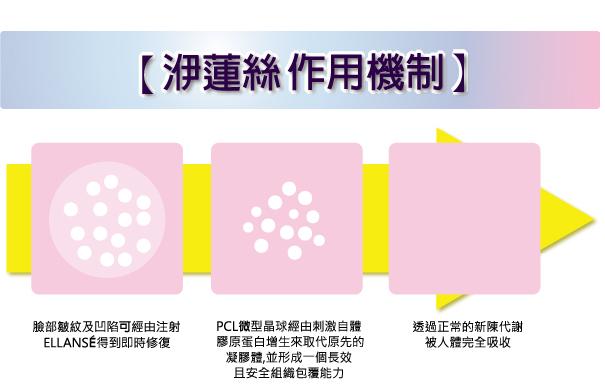 【洢蓮絲 作用機制】
臉部皺紋及凹陷可經由注射
ELLANSÉ得到即時修復
PCL微型晶球經由刺激自體
膠原蛋白增生來取代原先的
凝膠體,並形成一個長效
且安全組織包覆能力
透過正常的新陳代謝
被人體完全吸收